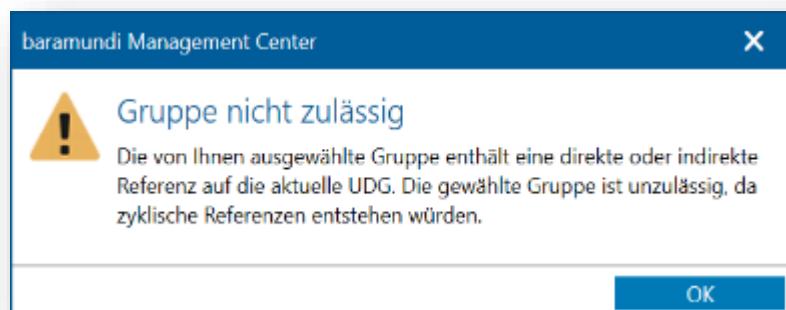 baramundi Management Center
Gruppe nicht zulässig
Die von Ihnen ausgewählte Gruppe enthält eine direkte oder indirekte
Referenz auf die aktuelle UDG. Die gewählte Gruppe ist unzulässig, da
zyklische Referenzen entstehen würden.
OK